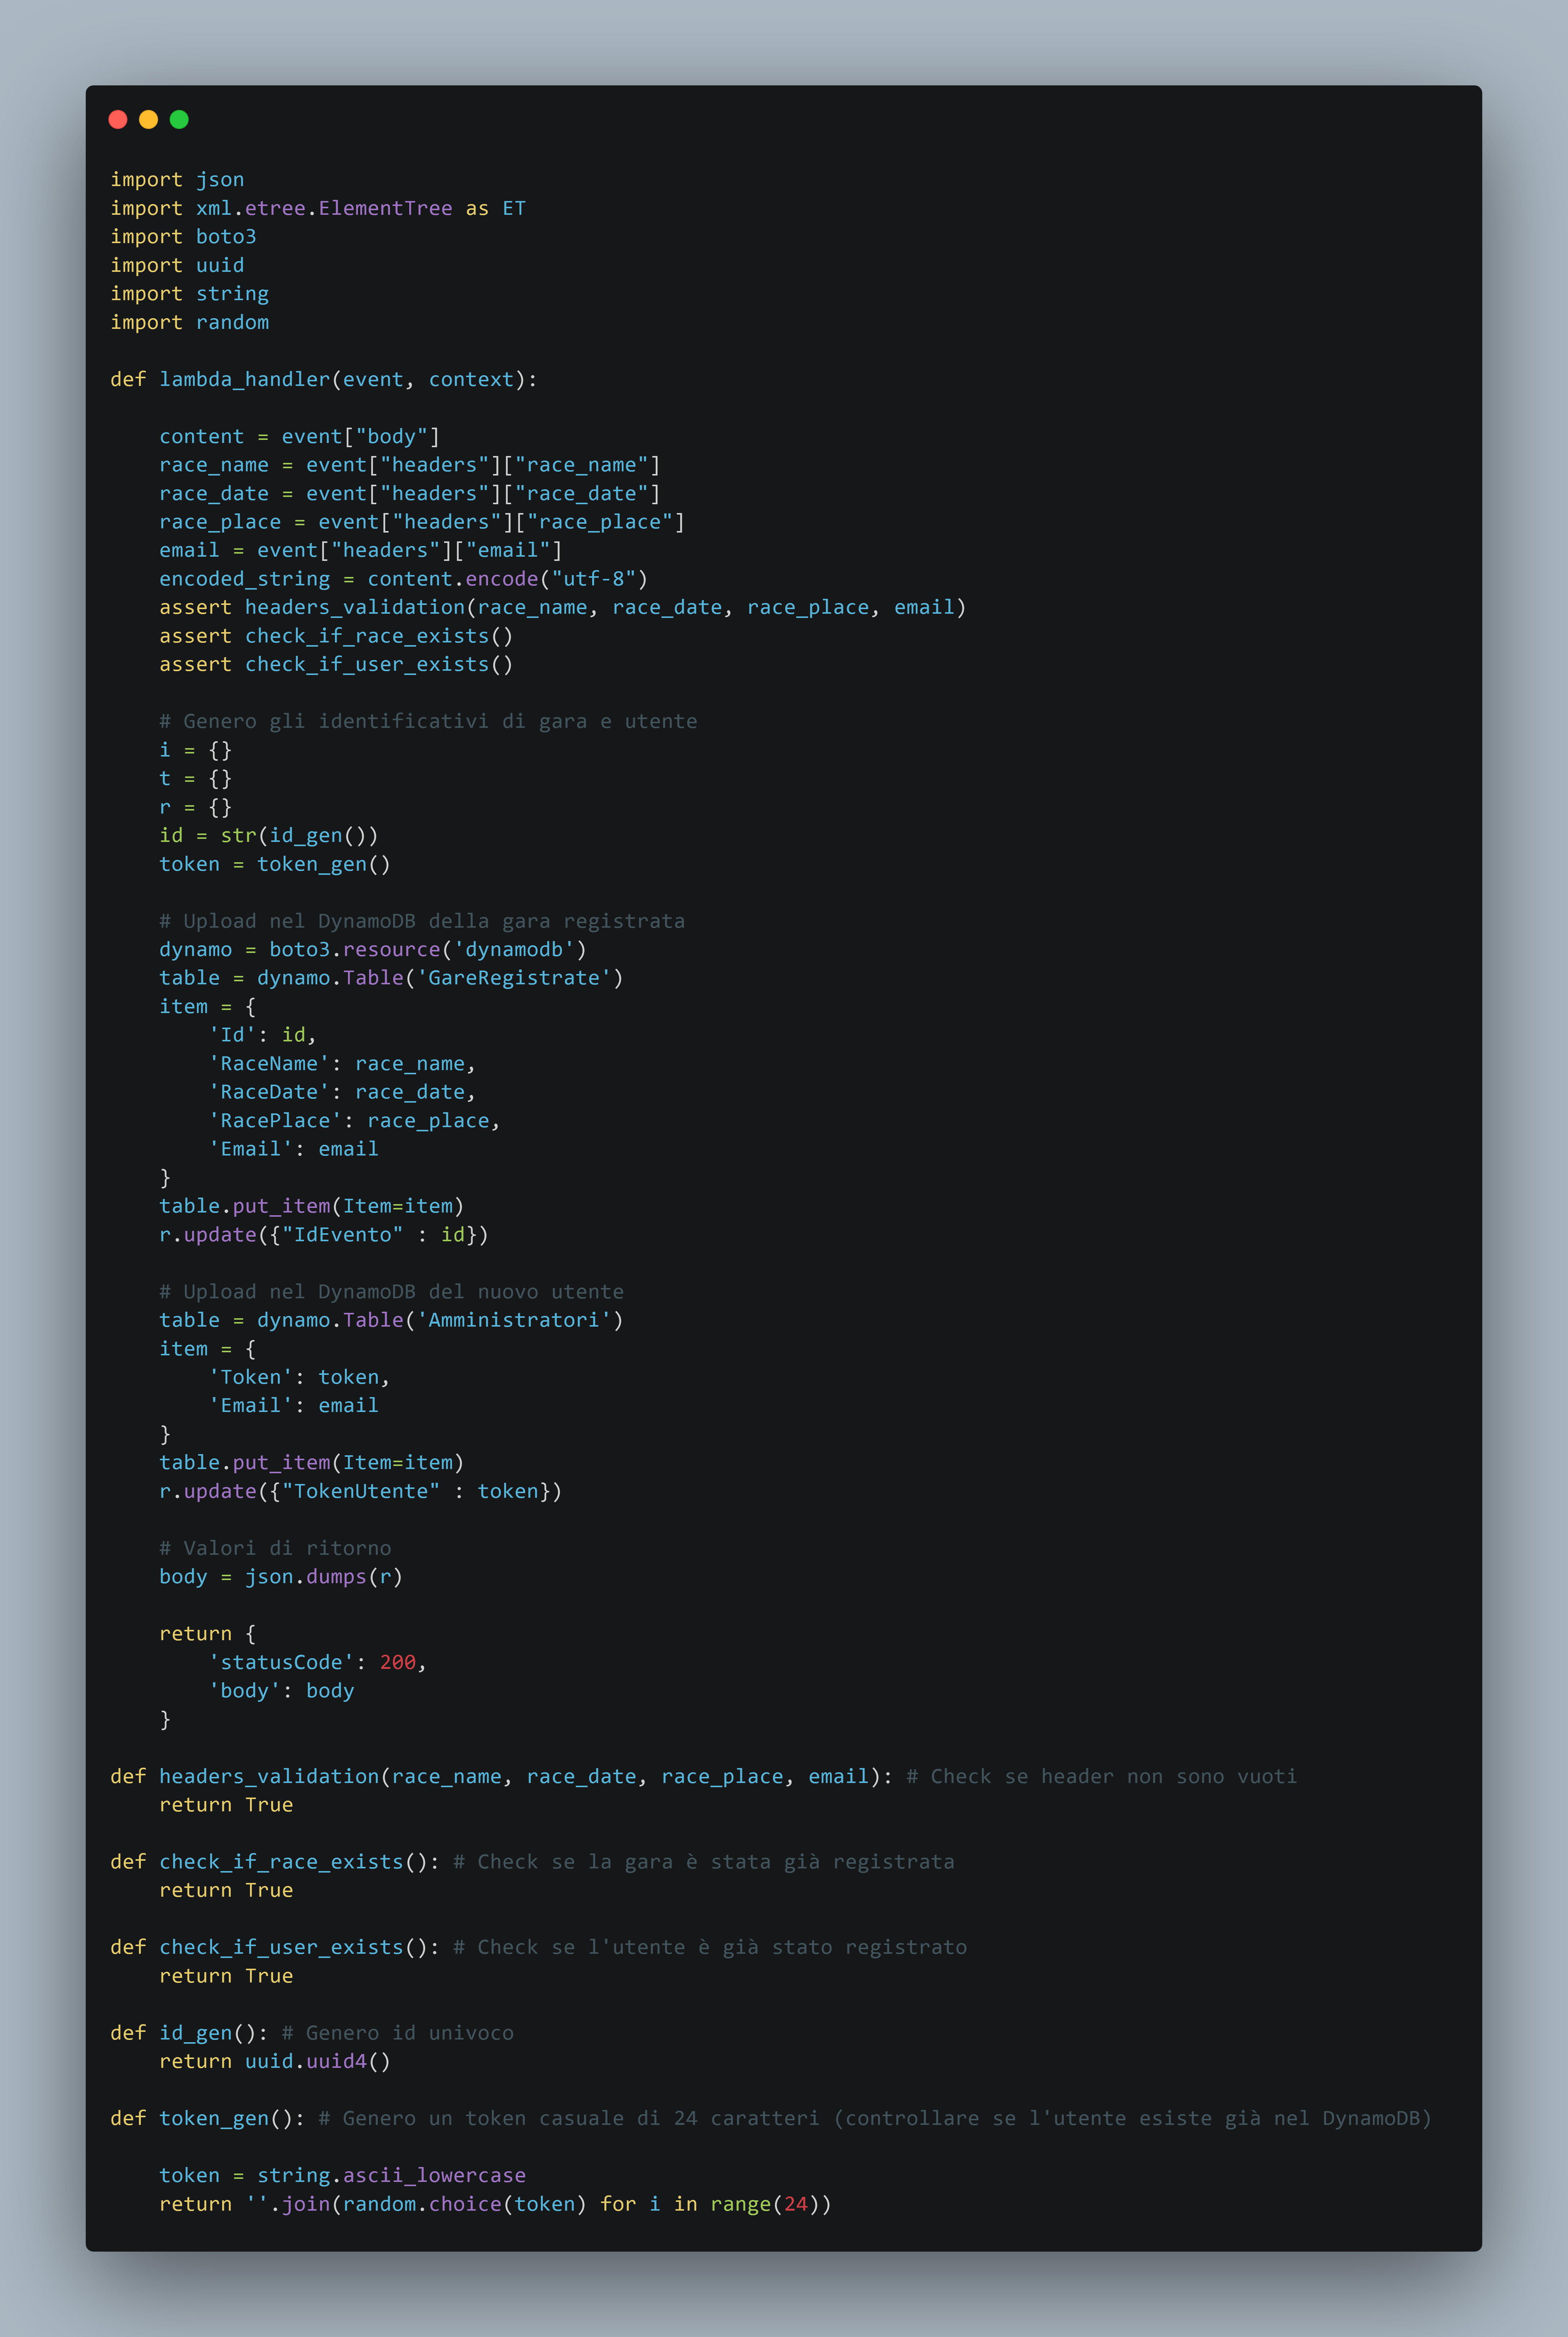 import json
import xml.etree.ElementTree as ET
import boto3
import uuid
import string
import random
def lambda_handler(event, context):
    content = event["body"]
    race_name = event["headers"]["race_name"]
    race_date = event["headers"]["race_date"]
    race_place = event["headers"]["race_place"]
    email = event["headers"]["email"]
    encoded_string = content.encode("utf-8")
    assert headers_validation(race_name, race_date, race_place, email)
    assert check_if_race_exists()
    assert check_if_user_exists()
    # Genero gli identificativi di gara e utente
    i = {}
    t = {}
    r = {}
    id = str(id_gen())
    token = token_gen()
    # Upload nel DynamoDB della gara registrata
    dynamo = boto3.resource('dynamodb')
    table = dynamo.Table('GareRegistrate')
    item = {
        'Id': id,
        'RaceName': race_name,
        'RaceDate': race_date,
        'RacePlace': race_place,
        'Email': email
    }
    table.put_item(Item=item)
    r.update({"IdEvento" : id})
    # Upload nel DynamoDB del nuovo utente
    table = dynamo.Table('Amministratori')
    item = {
        'Token': token,
        'Email': email
    }
    table.put_item(Item=item)
    r.update({"TokenUtente" : token})
    # Valori di ritorno
    body = json.dumps(r)
    return {
        'statusCode': 200,
        'body': body
    }
def headers_validation(race_name, race_date, race_place, email): # Check se header non sono vuoti
    return True
def check_if_race_exists(): # Check se la gara è stata già registrata
    return True
def check_if_user_exists(): # Check se l'utente è già stato registrato
    return True
def id_gen(): # Genero id univoco
    return uuid.uuid4()
def token_gen(): # Genero un token casuale di 24 caratteri (controllare se l'utente esiste già nel DynamoDB)
    token = string.ascii_lowercase
    return ''.join(random.choice(token) for i in range(24))